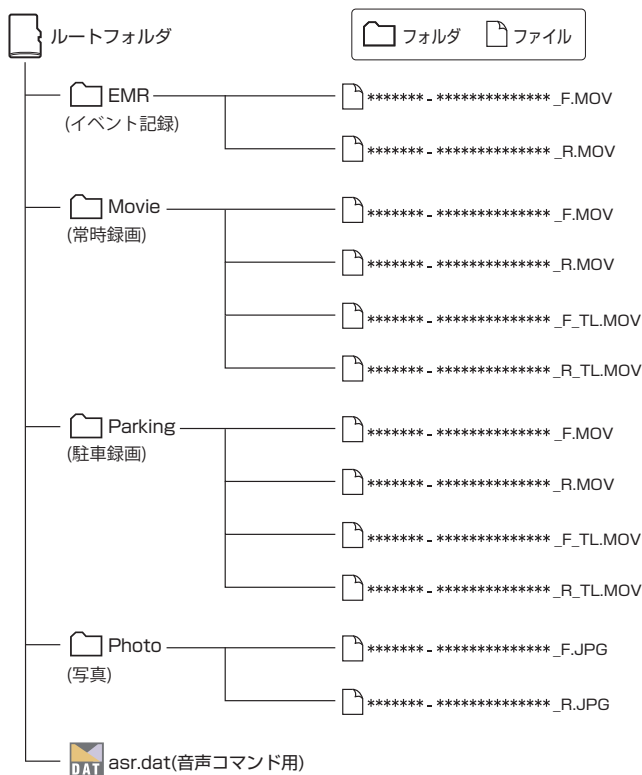 ルートフォルダ
フォルダ ファイル
EMR
(イベント記録)
*******-**************_F.MOV
*******-**************_R.MOV
Movie
(常時録画)
*******-**************_F.MOV
*******-**************_R.MOV
*******-**************_F_TL.MOV
*******-**************_R_TL.MOV
Parking
(駐車録画)
*******-**************_F.MOV
*******-**************_R.MOV
*******-**************_F_TL.MOV
*******-**************_R_TL.MOV
Photo
(写真)
*******-**************_F.JPG
*******-**************_R.JPG
DAT asr.dat(音声コマンド用)